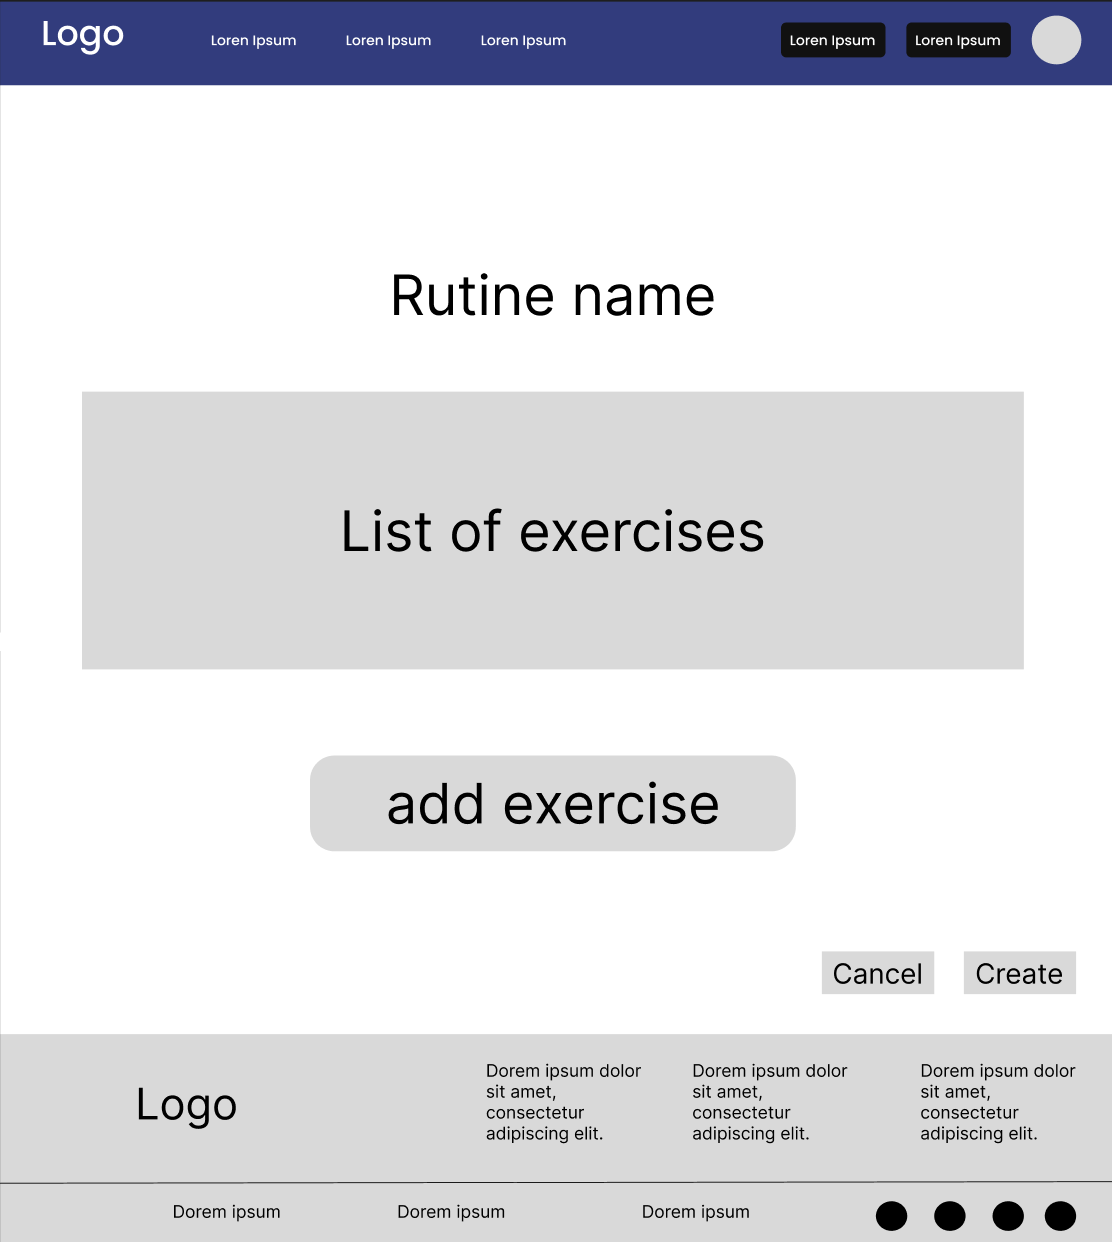 Logo
Loren Ipsum
Loren Ipsum
Loren Ipsum
Loren Ipsum
Loren Ipsum
Rutine name
List of exercises
add exercise
Cancel
Create
Logo
Dorem ipsum dolor
sit amet,
consectetur
adipiscing elit.
Dorem ipsum dolor
sit amet,
consectetur
adipiscing elit.
Dorem ipsum dolor
sit amet,
consectetur
adipiscing elit.
Dorem ipsum
Dorem ipsum
Dorem ipsum